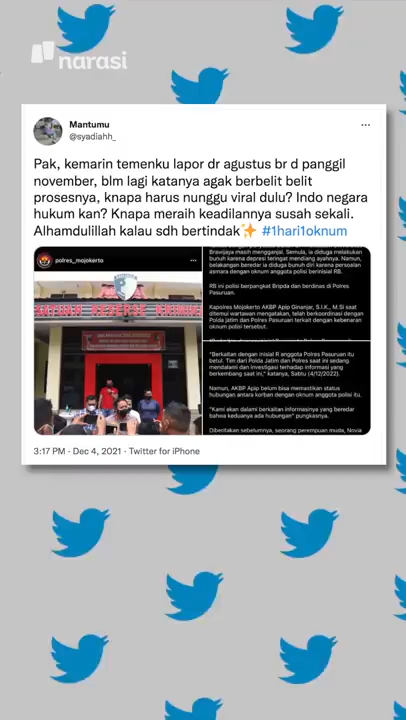 narasi
Mantumu
@syadiahh_
Pak, kemarin temenku lapor dr agustus br d panggil
november, blm lagi katanya agak berbelit belit
prosesnya, knapa harus nunggu viral dulu? Indo negara
hukum kan? Knapa meraih keadilannya susah sekali.
Alhamdulillah kalau sdh bertindak✨ #1hari1oknum
polres_mojokerto
SATUAN RESERSE KRIMINAL
Brawijaya masih mengganjal. Semula, ia diduga melakukan
bunuh diri karena depresi teringat mendiang ayahnya. Namun,
belakangan beredar ia diduga bunuh diri karena persoalan
asmara dengan oknum anggota polisi berinisial RB.
RB ini polisi berpangkat Bripda dan berdinas di Polres
Pasuruan.
Kapolres Mojokerto AKBP Apip Ginanjar, S.I.K., M.Si saat
ditemui wartawan mengatakan, telah berkoordinasi dengan
Polda Jatim dan Polres Pasuruan terkait dengan kebenaran
oknum polisi tersebut.
"Berkaitan dengan inisial R anggota Polres Pasuruan itu
betul. Tim dari Polda Jatim dan Propes saat ini sedang
mendalami dan investigasi terhadap informasi yang
berkembang saat ini," katanya, Sabtu (4/12/2022).
Namun, AKBP Apip belum bisa memastikan status
hubungan antara korban dengan oknum anggota polisi itu.
"Kami akan dalami berkaitan informasinya yang beredar
bahwa keduanya ada hubungan" pungkasnya.
Diberitakan sebelumnya, seorang perempuan muda, Novia
3:17 PM · Dec 4, 2021 · Twitter for iPhone